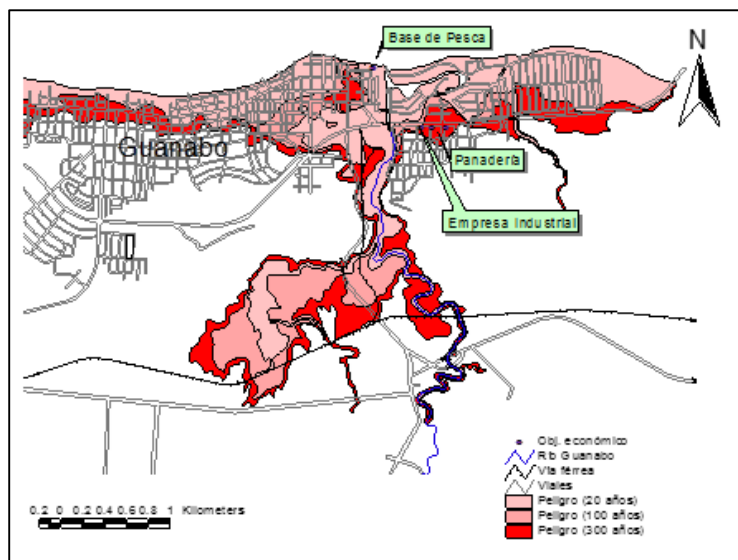 Base de Pesca
N
Guanabo
Panadería
Empresa Industrial
Obj. económico
Río Guanabo
Vía férrea
Viales
Peligro (20 años)
Peligro (100 años)
Peligro (300 años)
0.2 0 0.2 0.4 0.6 0.8 1 Kilometers